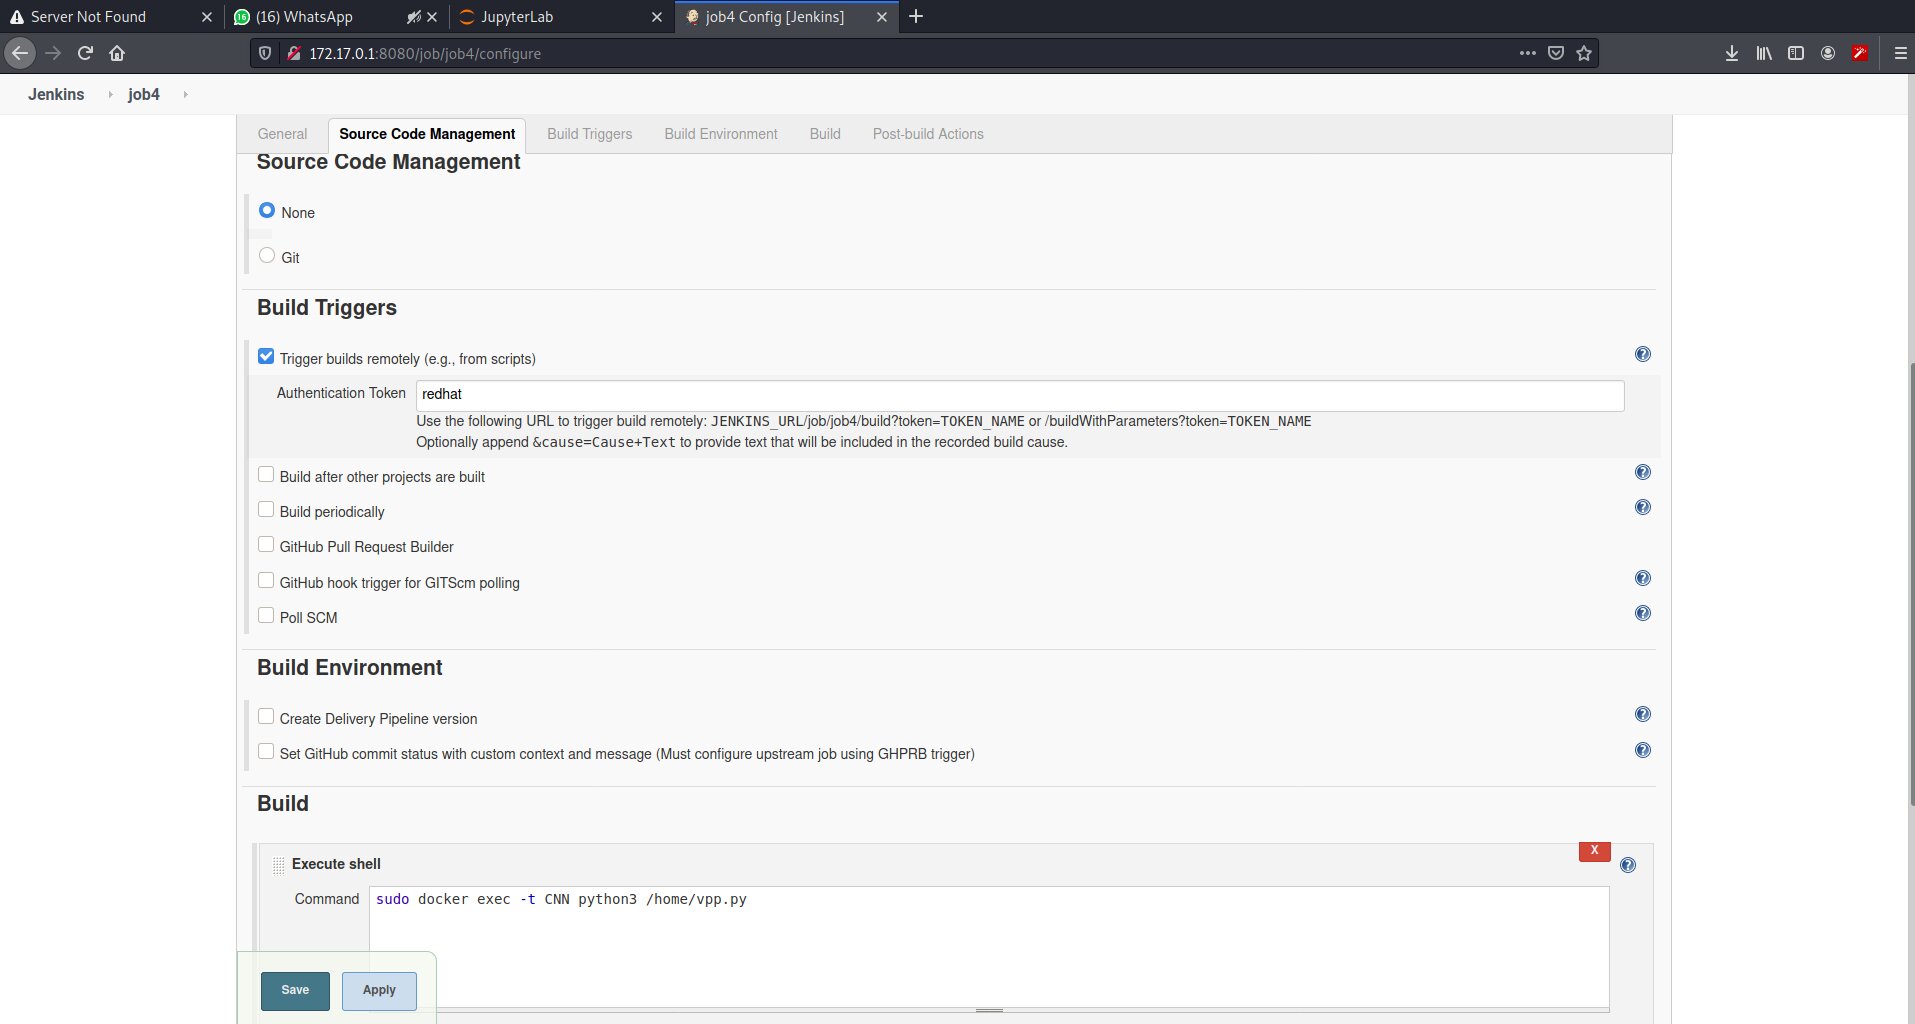 Server Not Found
(16) WhatsApp
JupyterLab
job4 Config [Jenkins]
172.17.0.1:8080/job/job4/configure
Jenkins job4
General Source Code Management Build Triggers Build Environment Build Post-build Actions
Source Code Management
None
Git
Build Triggers
Trigger builds remotely (e.g., from scripts)
Authentication Token redhat
Use the following URL to trigger build remotely: JENKINS_URL/job/job4/build?token=TOKEN_NAME or /buildWithParameters?token=TOKEN_NAME
Optionally append &cause=Cause+Text to provide text that will be included in the recorded build cause.
Build after other projects are built
Build periodically
GitHub Pull Request Builder
GitHub hook trigger for GITScm polling
Poll SCM
Build Environment
Create Delivery Pipeline version
Set GitHub commit status with custom context and message (Must configure upstream job using GHPRB trigger)
Build
X
Execute shell
Command sudo docker exec -t CNN python3 /home/vpp.py
Save Apply